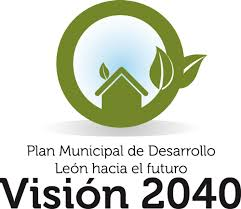 Plan Municipal de Desarrollo
León hacia el futuro
Visión 2040